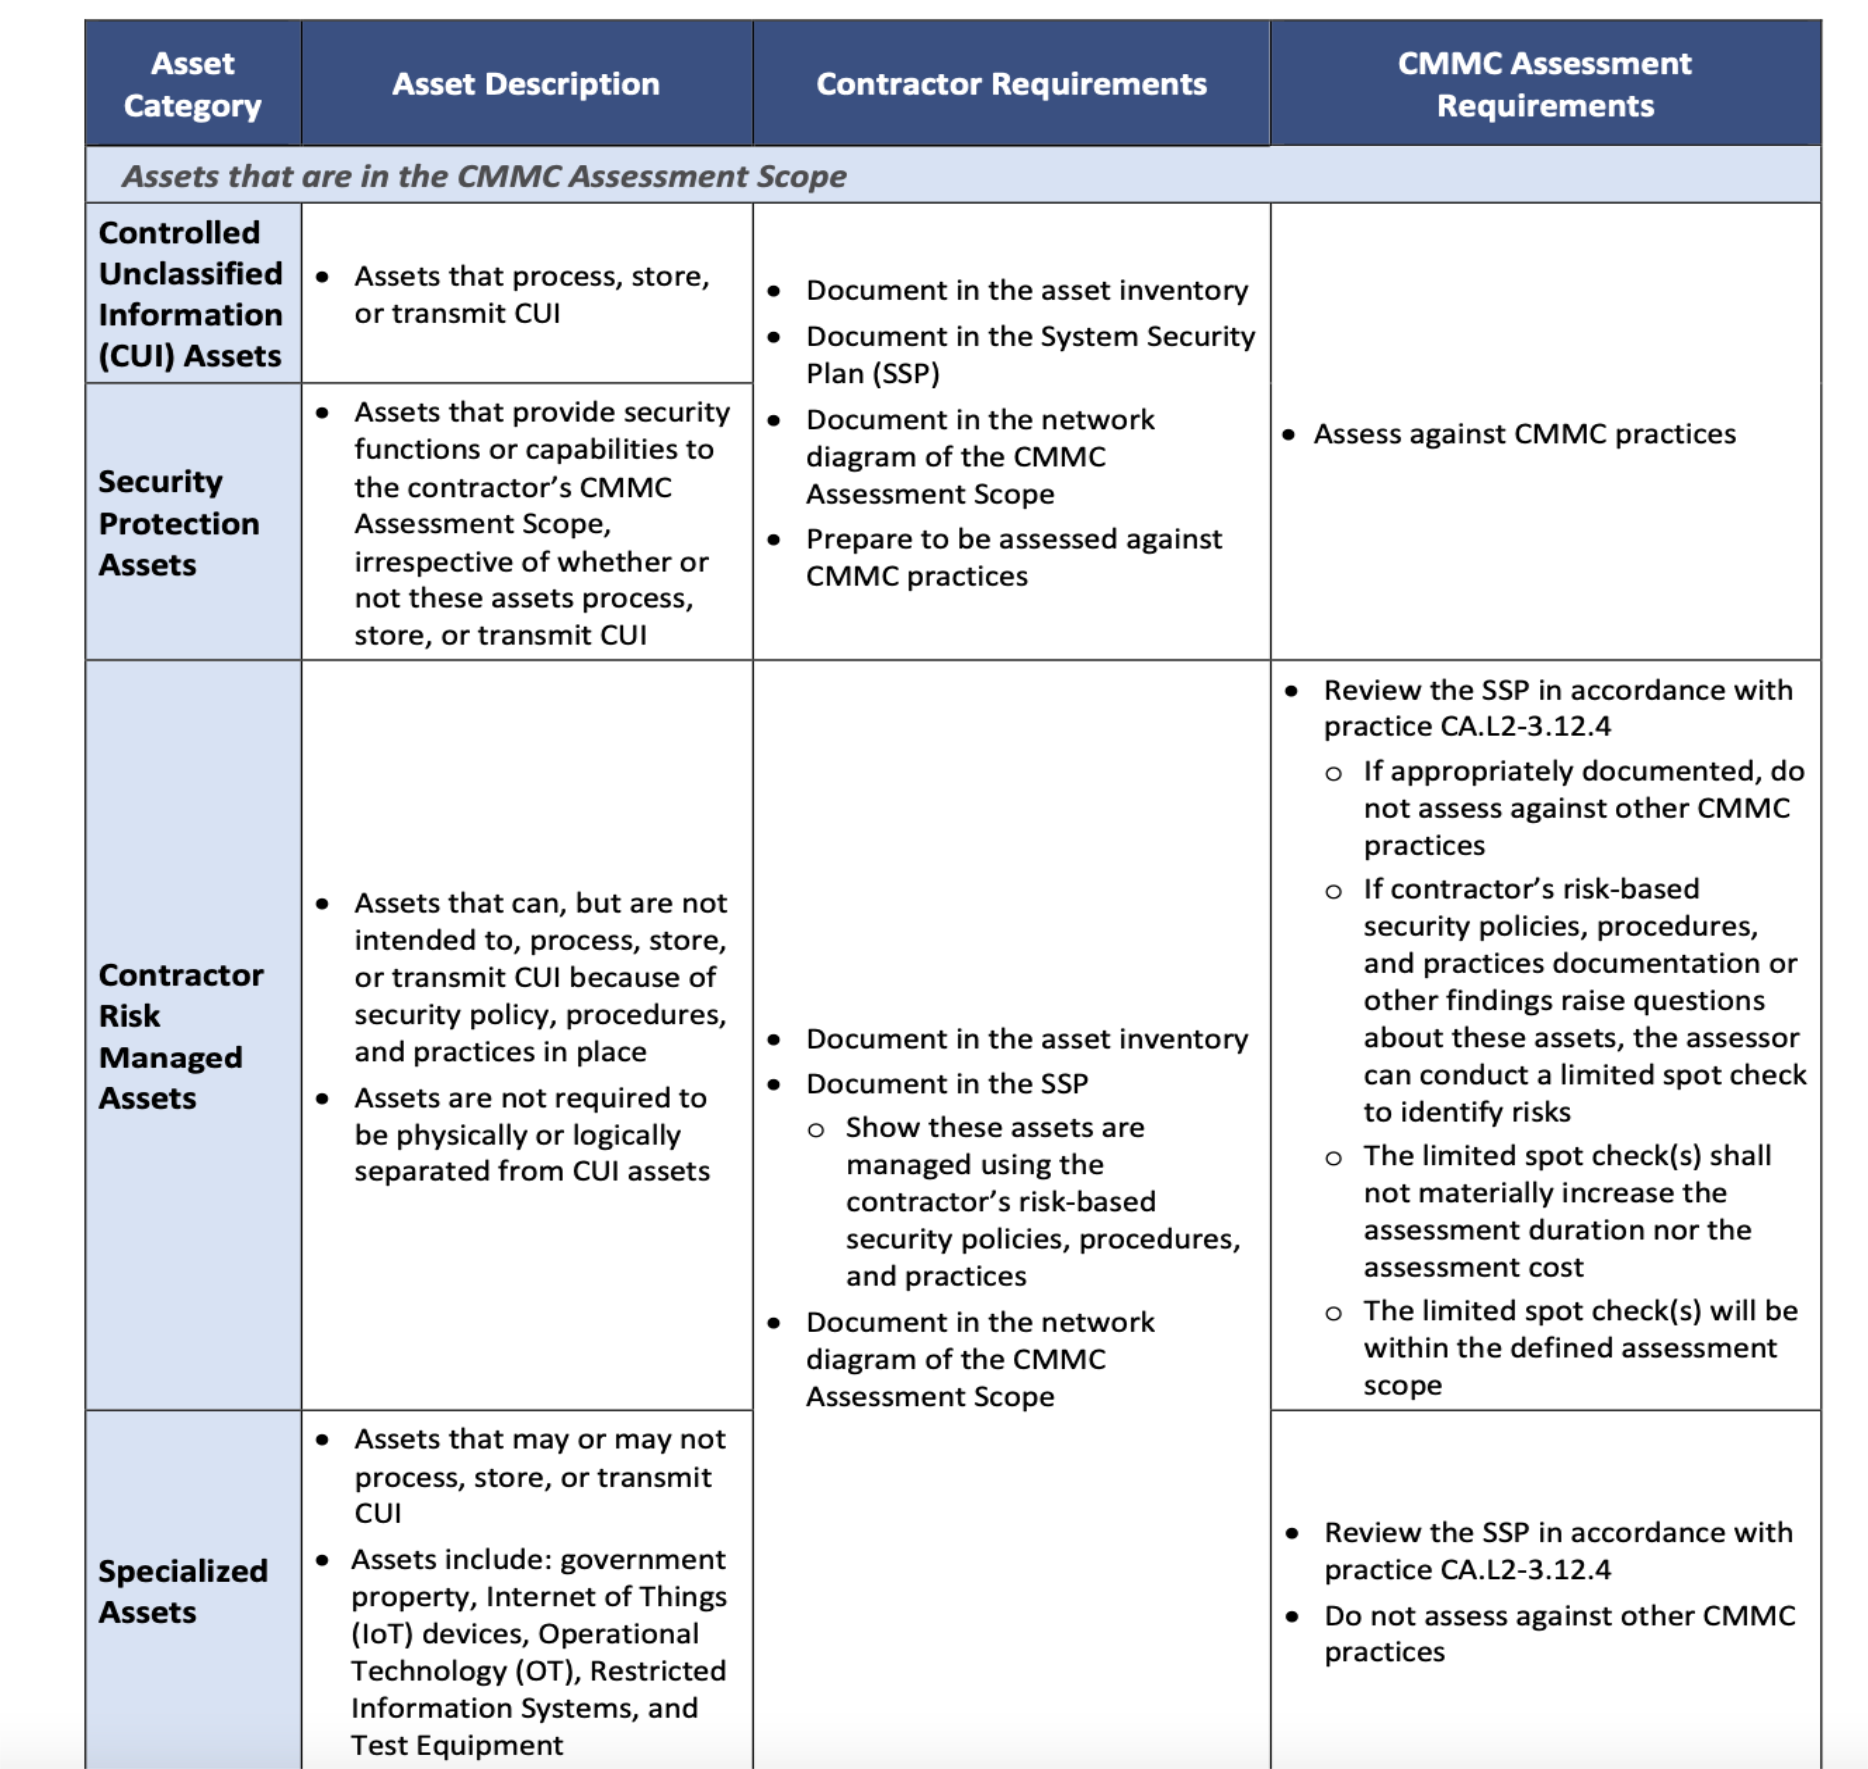 Asset
Category
Asset Description
Contractor Requirements
CMMC Assessment
Requirements
Assets that are in the CMMC Assessment Scope
Controlled
Unclassified
Information
(CUI) Assets
• Assets that process, store,
or transmit CUI
• Document in the asset inventory
• Document in the System Security
Plan (SSP)
• Document in the network
diagram of the CMMC
Assessment Scope
• Prepare to be assessed against
CMMC practices
• Assess against CMMC practices
Security
Protection
Assets
• Assets that provide security
functions or capabilities to
the contractor’s CMMC
Assessment Scope,
irrespective of whether or
not these assets process,
store, or transmit CUI
Contractor
Risk
Managed
Assets
• Assets that can, but are not
intended to, process, store,
or transmit CUI because of
security policy, procedures,
and practices in place
• Assets are not required to
be physically or logically
separated from CUI assets
• Document in the asset inventory
• Document in the SSP
o Show these assets are
managed using the
contractor’s risk-based
security policies, procedures,
and practices
• Document in the network
diagram of the CMMC
Assessment Scope
• Review the SSP in accordance with
practice CA.L2-3.12.4
o If appropriately documented, do
not assess against other CMMC
practices
o If contractor’s risk-based
security policies, procedures,
and practices documentation or
other findings raise questions
about these assets, the assessor
can conduct a limited spot check
to identify risks
o The limited spot check(s) shall
not materially increase the
assessment duration nor the
assessment cost
o The limited spot check(s) will be
within the defined assessment
scope
Specialized
Assets
• Assets that may or may not
process, store, or transmit
CUI
• Assets include: government
property, Internet of Things
(IoT) devices, Operational
Technology (OT), Restricted
Information Systems, and
Test Equipment
• Review the SSP in accordance with
practice CA.L2-3.12.4
• Do not assess against other CMMC
practices